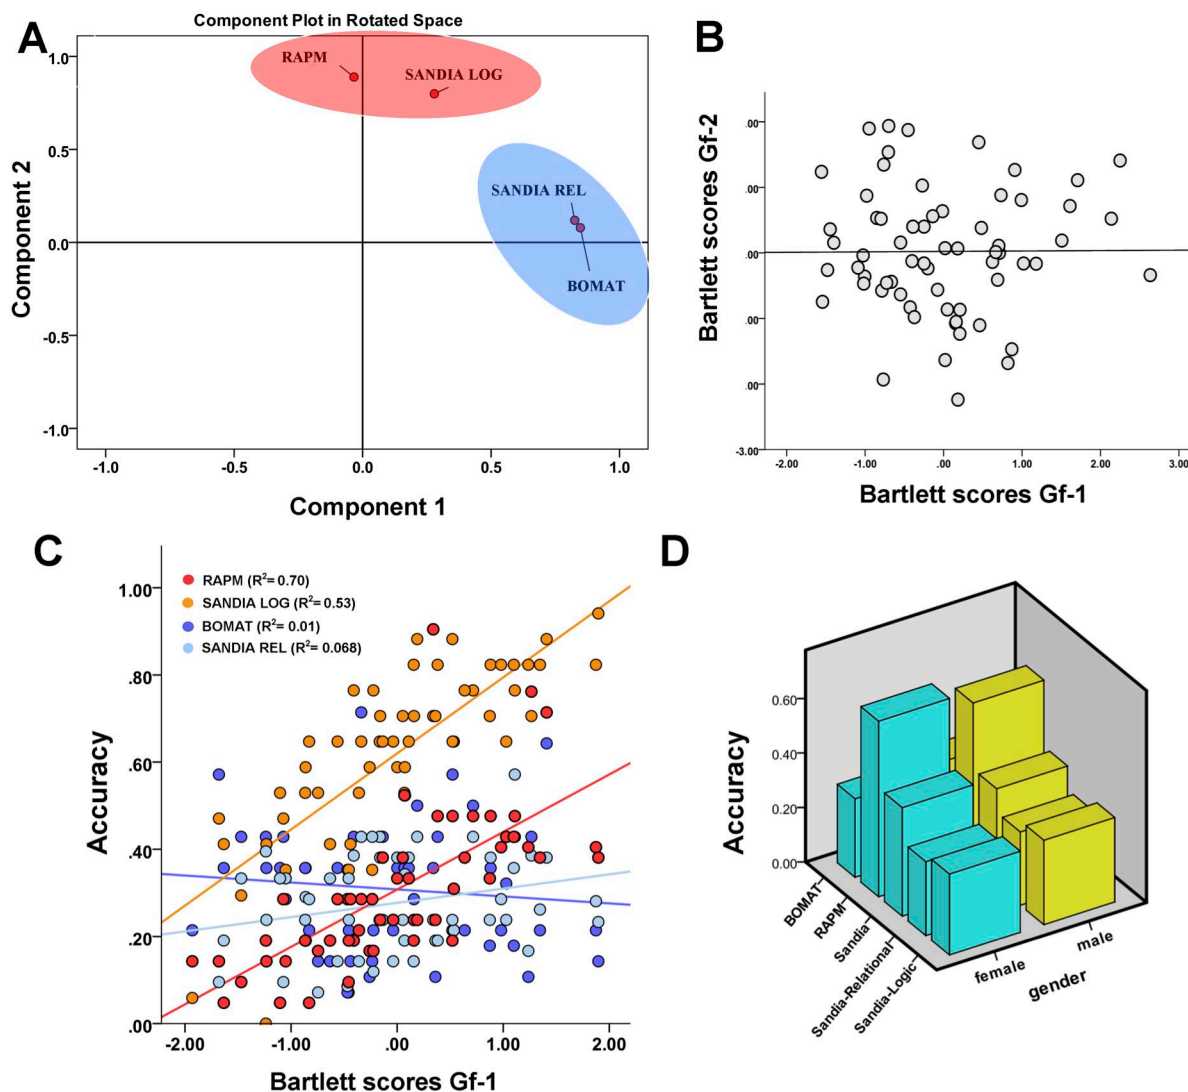 A
Component Plot in Rotated Space
Component 2
1.0
0.5
0.0
-0.5
-1.0
RAPM
SANDIA LOG
SANDIA REL
BOMAT
-1.0 -0.5 0.0 0.5 1.0
Component 1
B
Bartlett scores Gf-2
.00
.00
.00
.00
.00
-3.00
-2.00 -1.00 .00 1.00 2.00 3.00
Bartlett scores Gf-1
C
Accuracy
1.00
.80
.60
.40
.20
.00
RAPM (R²= 0.70)
SANDIA LOG (R²= 0.53)
BOMAT (R²= 0.01)
SANDIA REL (R²= 0.068)
-2.00 -1.00 .00 1.00 2.00
Bartlett scores Gf-1
D
Accuracy
0.60
0.40
0.20
0.00
BOMAT
RAPM
Sandia
Sandia-Relational
Sandia-Logic
female
male
gender